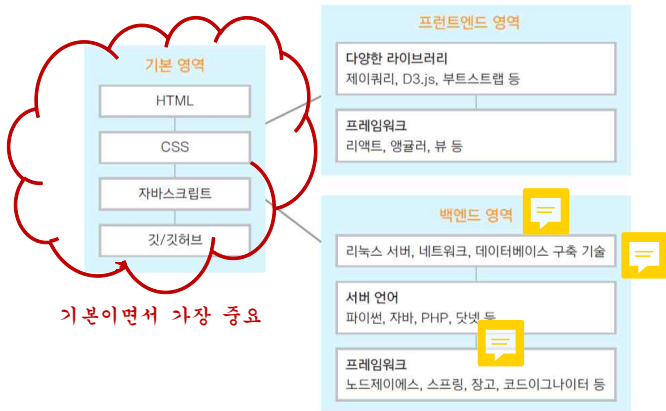 기본 영역
HTML
CSS
자바스크립트
깃/깃허브
기본이면서 가장 중요
프런트엔드 영역
다양한 라이브러리
제이쿼리, D3.js, 부트스트랩 등
프레임워크
리액트, 앵귤러, 뷰 등
백엔드 영역
리눅스 서버, 네트워크, 데이터베이스 구축 기술
서버 언어
파이썬, 자바, PHP, 닷넷 등
프레임워크
노드제이에스, 스프링, 장고, 코드이그나이터 등